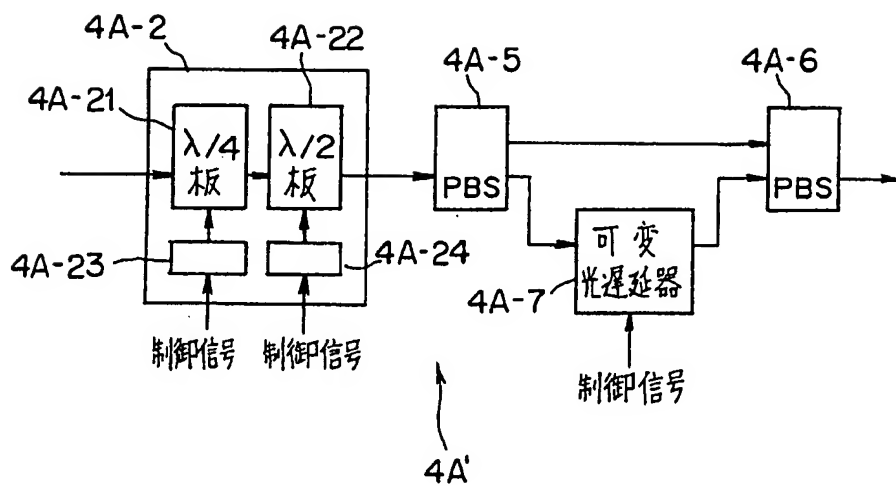 4A-2
4A-22
4A-5
4A-6
4A-21
λ/4
板
λ/2
板
PBS
PBS
4A-23
4A-24
可変
光遅延器
4A-7
制御信号
制御信号
制御信号
4A'